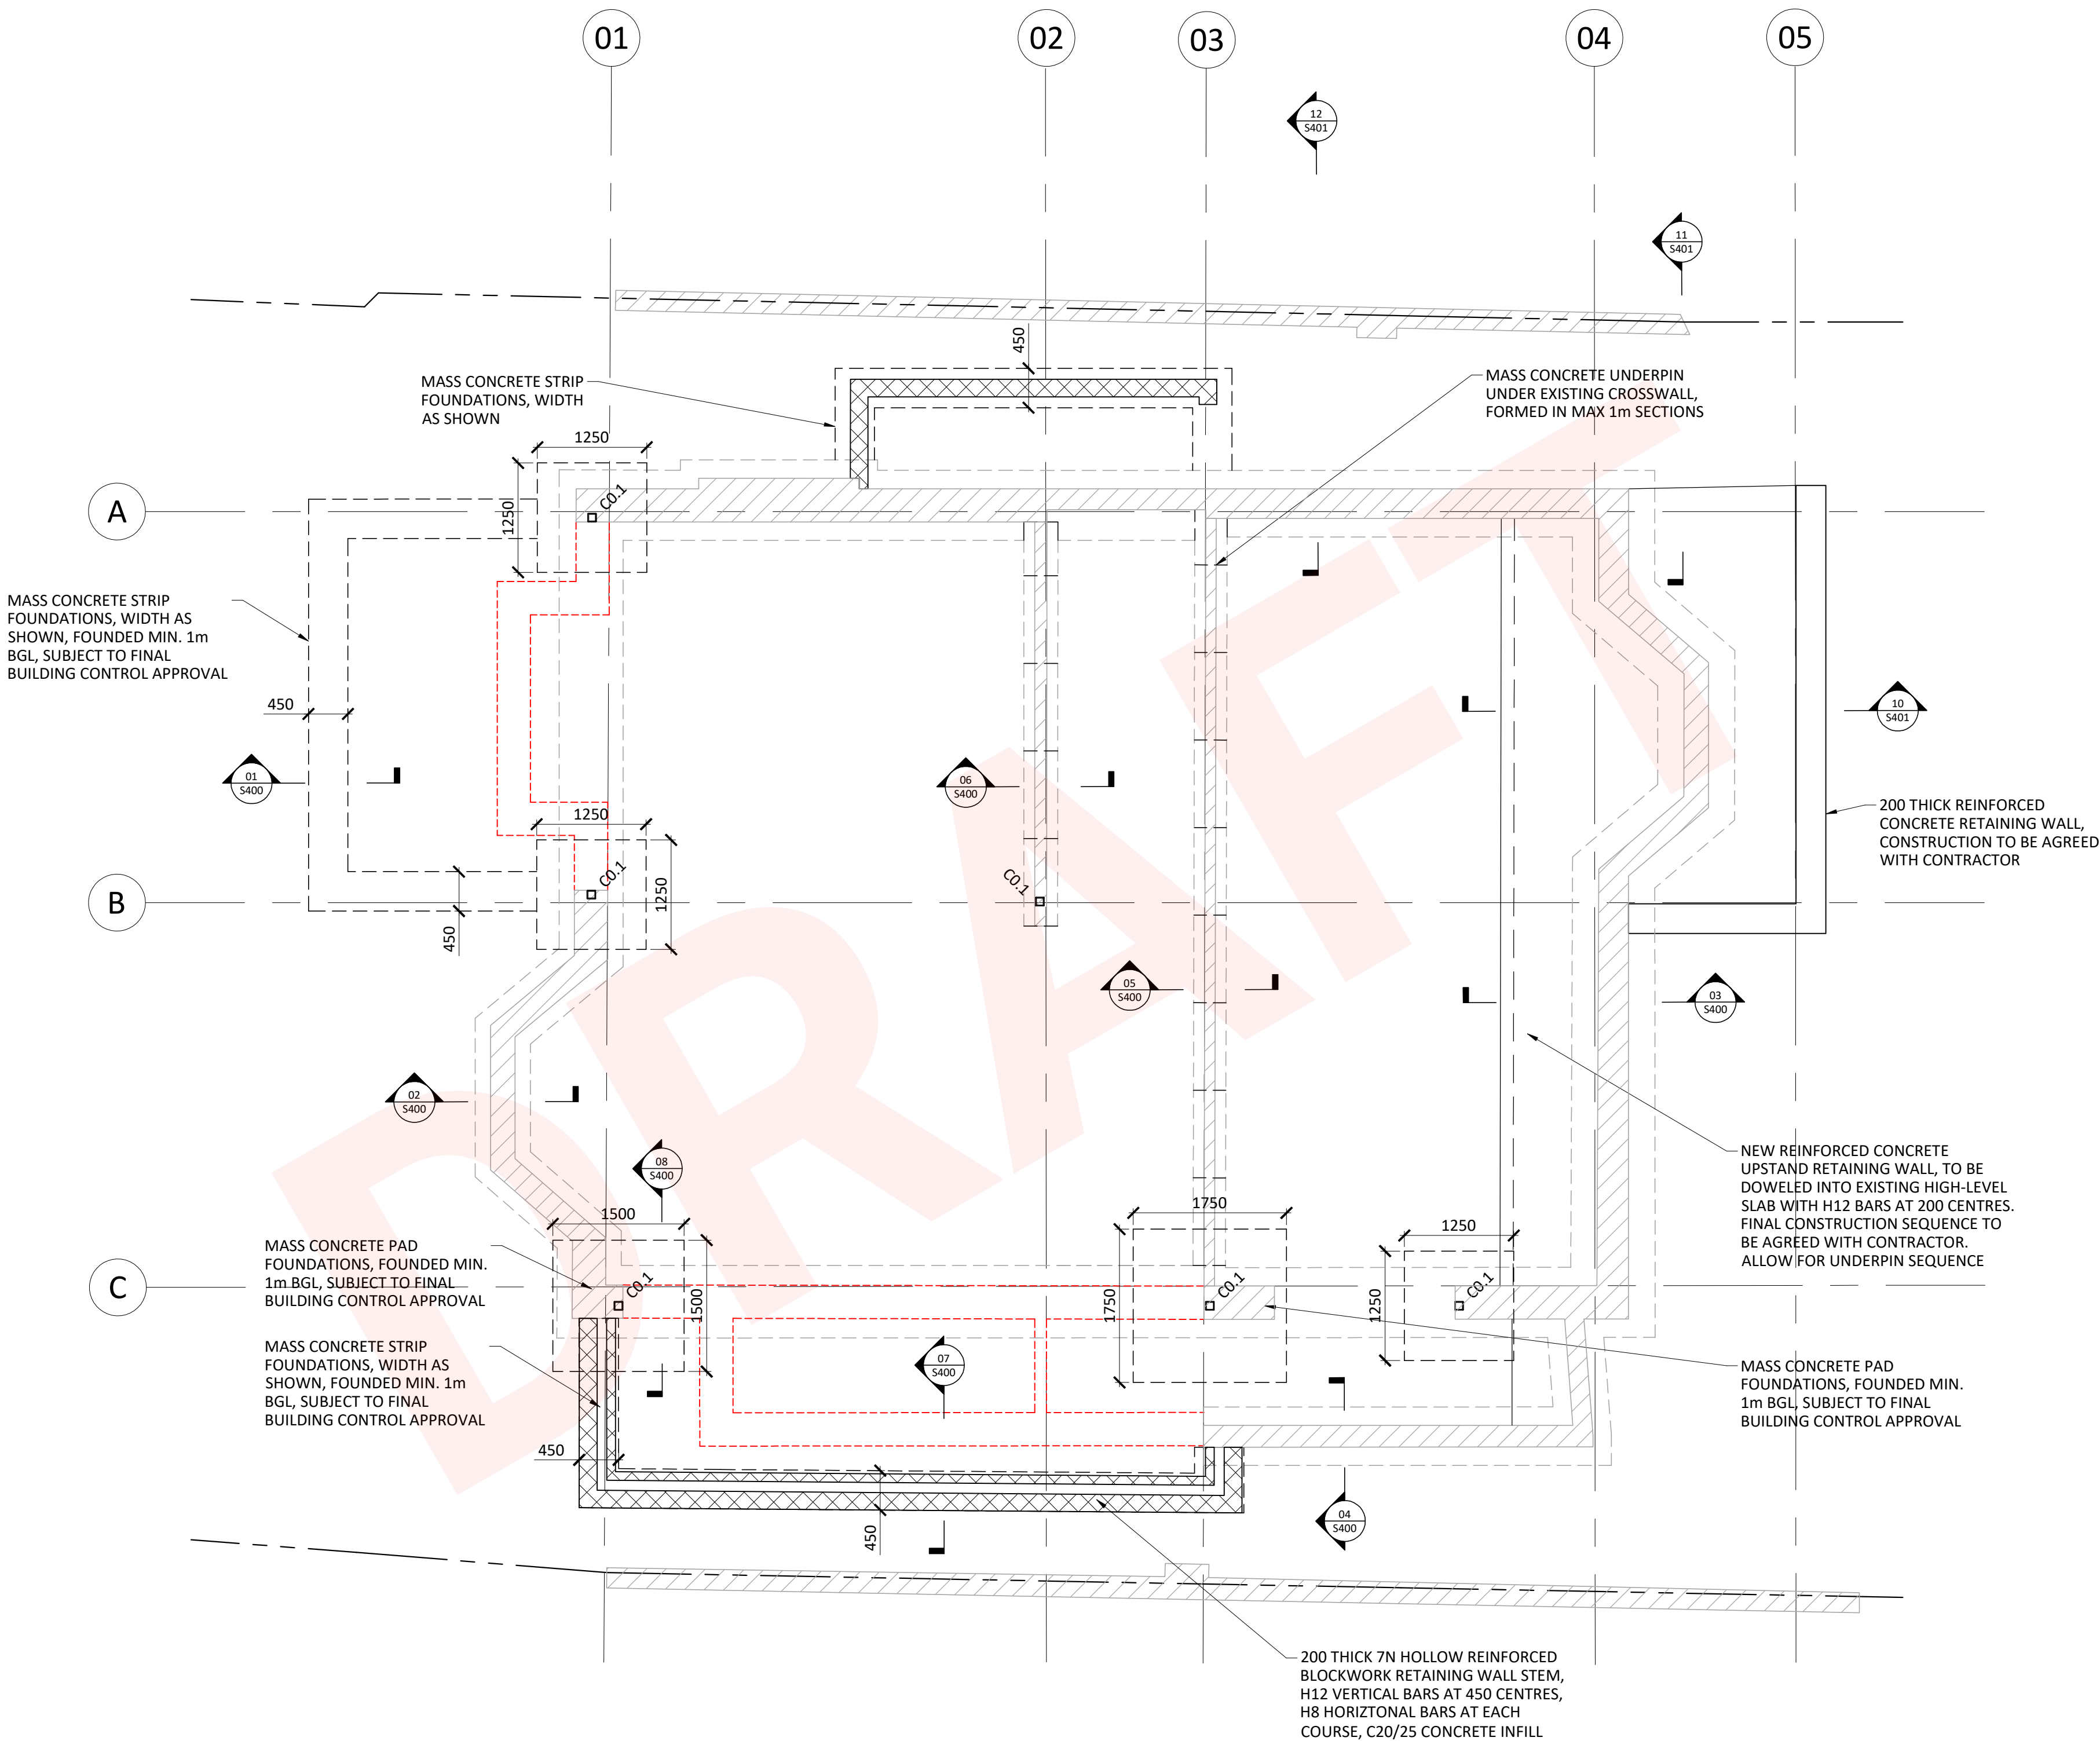 01
02
03
04
05
12
S401
11
S401
450
MASS CONCRETE STRIP
FOUNDATIONS, WIDTH
AS SHOWN
MASS CONCRETE UNDERPIN
UNDER EXISTING CROSSWALL,
FORMED IN MAX 1m SECTIONS
1250
1250
C0.1
A
MASS CONCRETE STRIP
FOUNDATIONS, WIDTH AS
SHOWN, FOUNDED MIN. 1m
BGL, SUBJECT TO FINAL
BUILDING CONTROL APPROVAL
450
01
S400
06
S400
10
S401
200 THICK REINFORCED
CONCRETE RETAINING WALL,
CONSTRUCTION TO BE AGREED
WITH CONTRACTOR
1250
1250
C0.1
C0.1
B
450
05
S400
03
S400
02
S400
08
S400
DRAFT
NEW REINFORCED CONCRETE
UPSTAND RETAINING WALL, TO BE
DOWELED INTO EXISTING HIGH-LEVEL
SLAB WITH H12 BARS AT 200 CENTRES.
FINAL CONSTRUCTION SEQUENCE TO
BE AGREED WITH CONTRACTOR.
ALLOW FOR UNDERPIN SEQUENCE
1500
1750
1250
MASS CONCRETE PAD
FOUNDATIONS, FOUNDED MIN.
1m BGL, SUBJECT TO FINAL
BUILDING CONTROL APPROVAL
C
C0.1
1500
1750
C0.1
1250
C0.1
MASS CONCRETE STRIP
FOUNDATIONS, WIDTH AS
SHOWN, FOUNDED MIN. 1m
BGL, SUBJECT TO FINAL
BUILDING CONTROL APPROVAL
07
S400
MASS CONCRETE PAD
FOUNDATIONS, FOUNDED MIN.
1m BGL, SUBJECT TO FINAL
BUILDING CONTROL APPROVAL
450
450
04
S400
200 THICK 7N HOLLOW REINFORCED
BLOCKWORK RETAINING WALL STEM,
H12 VERTICAL BARS AT 450 CENTRES,
H8 HORIZTONAL BARS AT EACH
COURSE, C20/25 CONCRETE INFILL